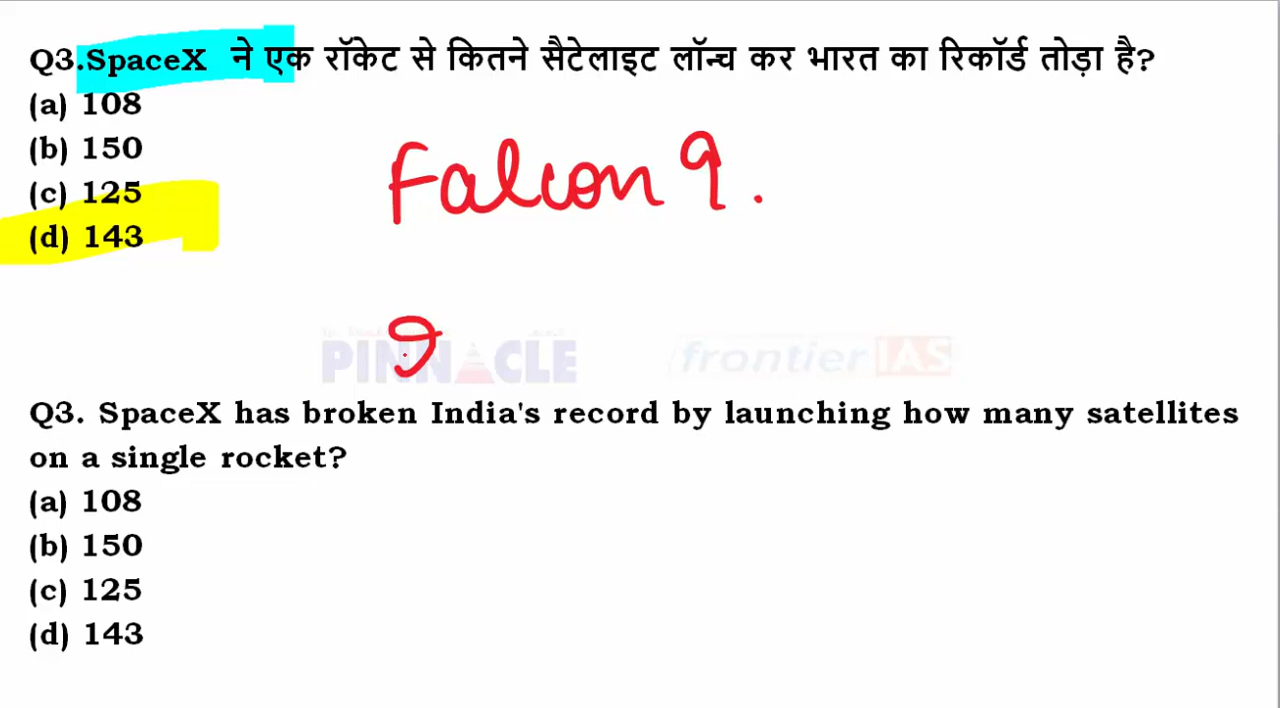 Q3.SpaceX ने एक रॉकेट से कितने सैटेलाइट लॉन्च कर भारत का रिकॉर्ड तोड़ा है?
(a) 108
(b) 150
(c) 125
(d) 143
Falcon 9.
PINNACLE frontier IAS
Q3. SpaceX has broken India's record by launching how many satellites
on a single rocket?
(a) 108
(b) 150
(c) 125
(d) 143